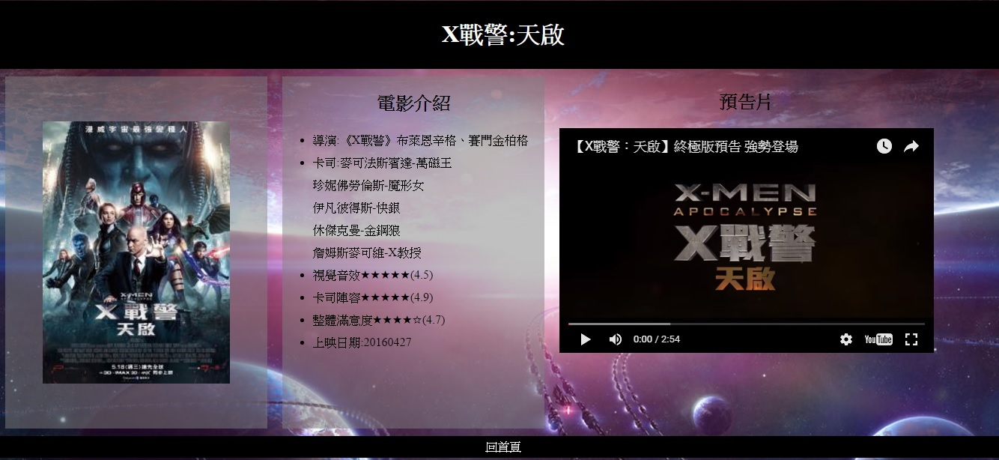 X戰警:天啟
漫威宇宙最強變種人
X-MEN
APOCALYPSE
X戰警
天啟
5.18(週三)搶先全球
電影介紹
導演:《X戰警》布萊恩辛格、賽門金柏格
卡司:麥可法斯賓達-萬磁王
珍妮佛勞倫斯-魔形女
伊凡彼得斯-快銀
休傑克曼-金鋼狼
詹姆斯麥可維-X教授
視覺音效★★★★★(4.5)
卡司陣容★★★★★(4.9)
整體滿意度★★★★☆(4.7)
上映日期:20160427
預告片
【X戰警：天啟】終極版預告 強勢登場
X-MEN
APOCALYPSE
X戰警
天啟
0:00 / 2:54
YouTube
回首頁